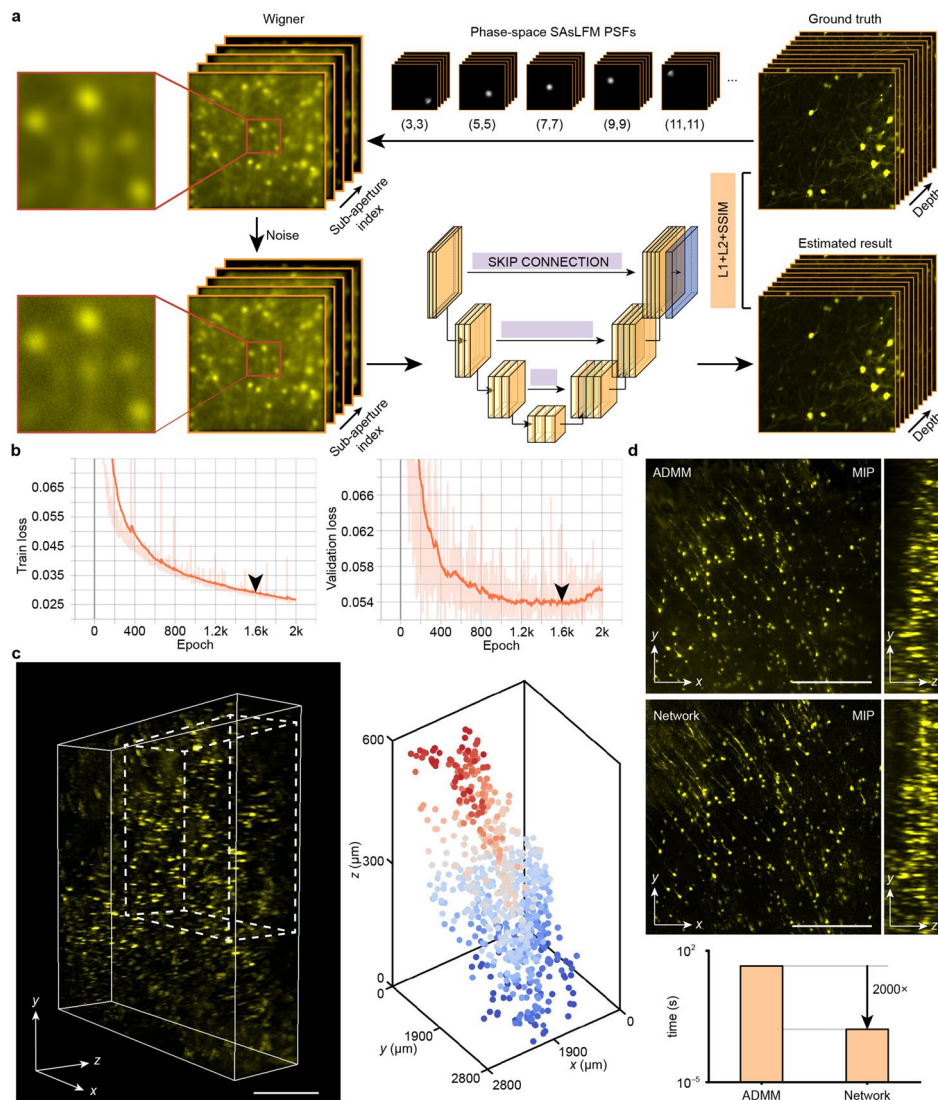 a
Wigner
Phase-space SAsLFM PSFs
Ground truth
...
(3,3)
(5,5)
(7,7)
(9,9)
(11,11)
Sub-aperture
index
Depth
Noise
L1+L2+SSIM
Estimated result
SKIP CONNECTION
Sub-aperture
index
Depth
b
Train loss
0.065
0.055
0.045
0.035
0.025
0
400
800
1.2k
1.6k
2k
Epoch
Validation loss
0.066
0.062
0.058
0.054
0
400
800
1.2k
1.6k
2k
Epoch
c
y
z
x
600
300
0
z (μm)
0
1900
2800
y (μm)
2800
1900
0
x (μm)
d
ADMM
MIP
y
x
y
z
Network
MIP
y
x
y
z
time (s)
10²
10⁻⁵
2000×
ADMM
Network